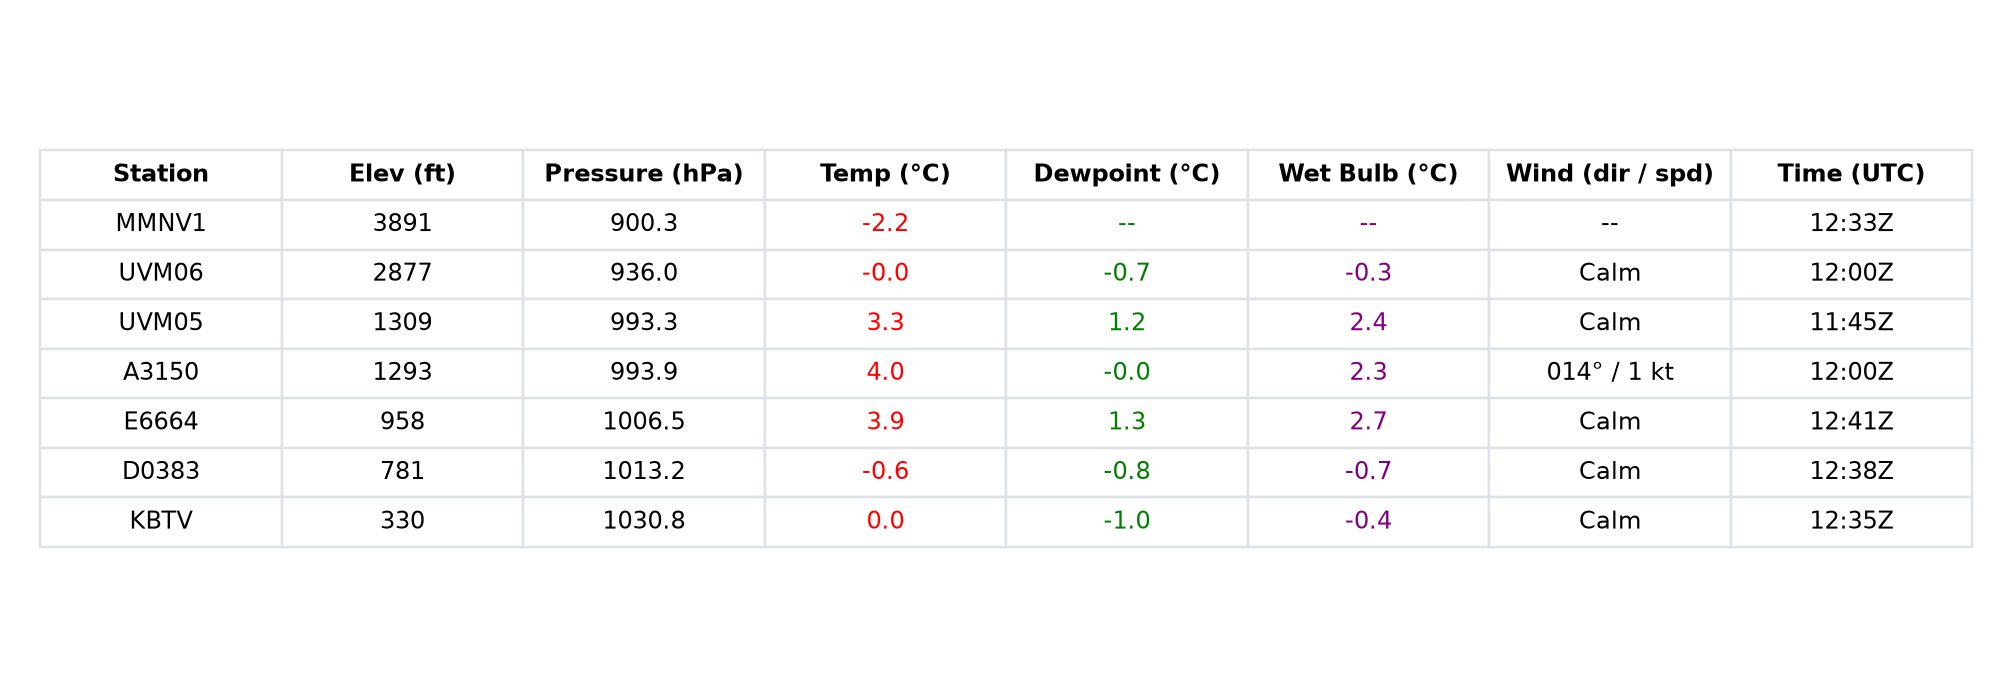 Station Elev (ft) Pressure (hPa) Temp (°C) Dewpoint (°C) Wet Bulb (°C) Wind (dir / spd) Time (UTC)
MMNV1 3891 900.3 -2.2 -- -- -- 12:33Z
UVM06 2877 936.0 -0.0 -0.7 -0.3 Calm 12:00Z
UVM05 1309 993.3 3.3 1.2 2.4 Calm 11:45Z
A3150 1293 993.9 4.0 -0.0 2.3 014° / 1 kt 12:00Z
E6664 958 1006.5 3.9 1.3 2.7 Calm 12:41Z
D0383 781 1013.2 -0.6 -0.8 -0.7 Calm 12:38Z
KBTV 330 1030.8 0.0 -1.0 -0.4 Calm 12:35Z